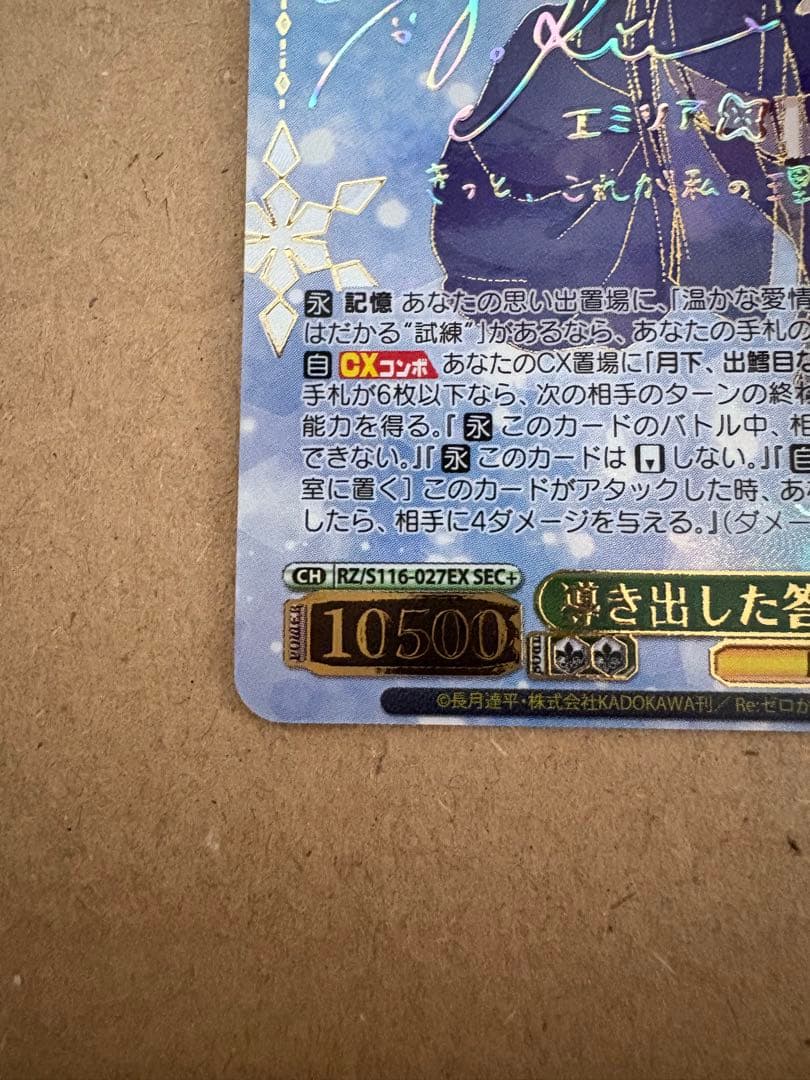 エミリア
きっと、これが私の
永 記憶 あなたの思い出置場に、「温かな愛情
はだかる“試練”」があるなら、あなたの手札の
自 CXコンボ あなたのCX置場に「月下、出鱈目な
手札が6枚以下なら、次の相手のターンの終
能力を得る。『 永 このカードのバトル中、相
できない。』『 永 このカードは しない。』『 自
室に置く］ このカードがアタックした時、あ
したら、相手に4ダメージを与える。』（ダメー
CH RZ/S116-027EX SEC+
導き出した答
POWER 10500 SOUL
©長月達平・株式会社KADOKAWA刊／ Re:ゼロか